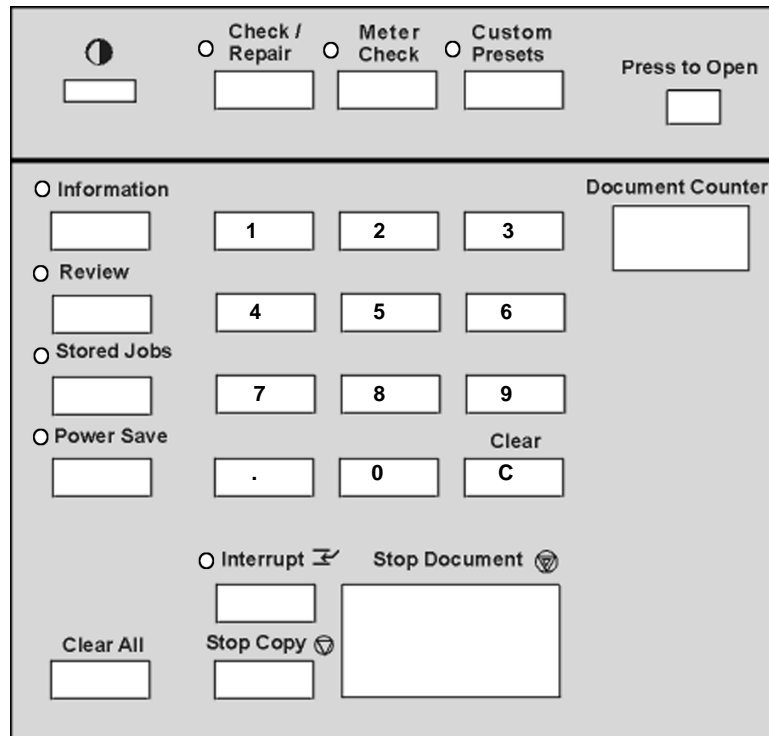 Check /
Repair
Meter
Check
Custom
Presets
Press to Open
Information
Document Counter
1
2
3
Review
4
5
6
Stored Jobs
7
8
9
Power Save
Clear
.
0
C
Interrupt
Stop Document
Clear All
Stop Copy